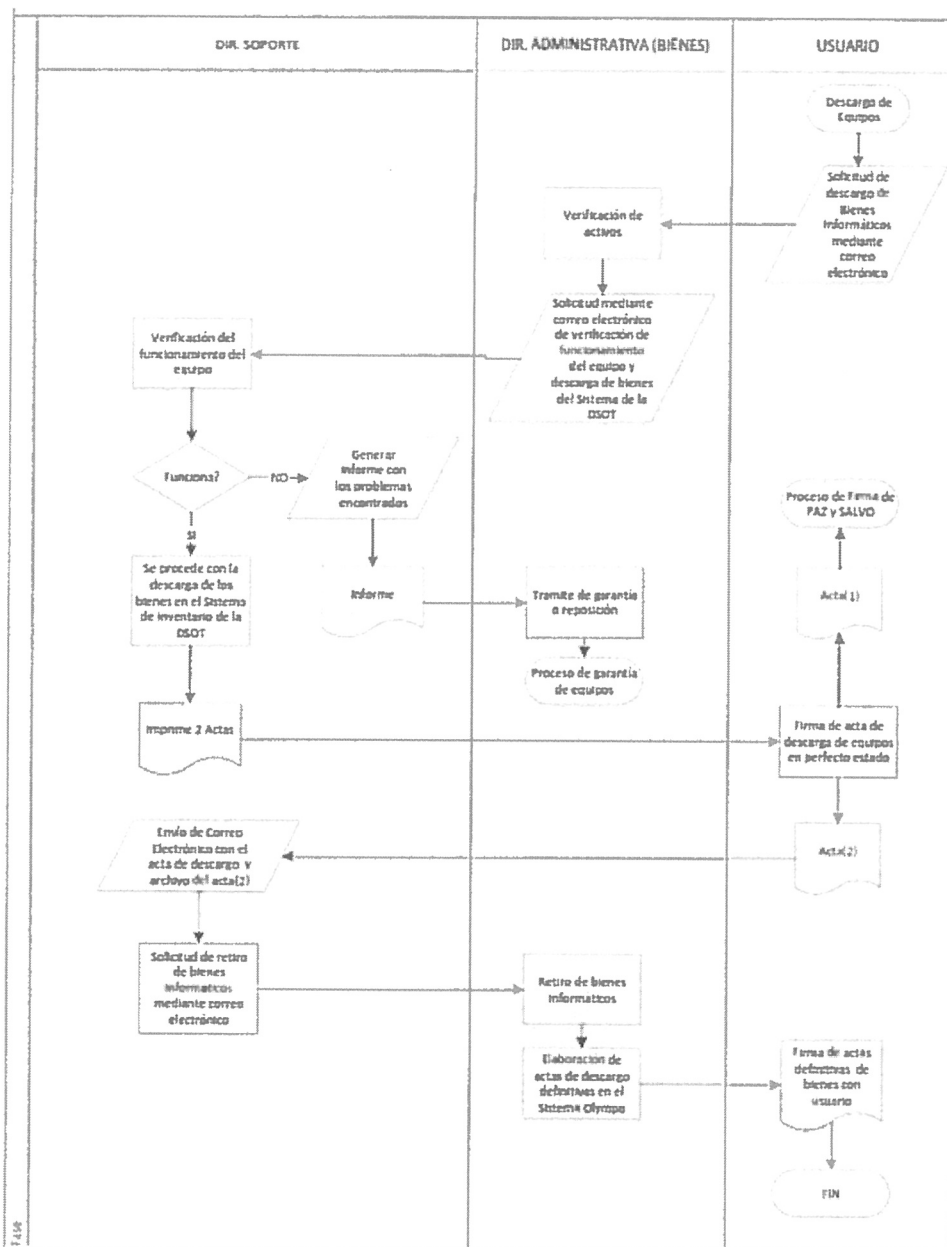 DIR. SOPORTE
DIR. ADMINISTRATIVA (BIENES)
USUARIO
Descarga de
Equipos
Solicitud de
descargo de
Bienes
Informáticos
mediante
correo
electrónico
Verificación de
activos
Solicitud mediante
correo electrónico
de verificación de
funcionamiento
del equipo y
descarga de bienes
del Sistema de la
DSOT
Verificación del
funcionamiento del
equipo
Funciona?
NO
Generar
Informe con
los problemas
encontrados
SI
Se procede con la
descarga de los
bienes en el Sistema
de inventario de la
DSOT
Informe
Tramite de garantía
o reposición
Proceso de garantía
de equipos
Proceso de Firma de
PAZ y SALVO
Acta(1)
Imprime 2 Actas
Firma de acta de
descarga de equipos
en perfecto estado
Envío de Correo
Electrónico con el
acta de descargo y
archivo del acta(2)
Acta(2)
Solicitud de retiro
de bienes
Informaticos
mediante correo
electrónico
Retiro de bienes
Informaticos
Elaboración de
actas de descargo
definitivas en el
Sistema Olympo
Firma de actas
definitivas de
bienes con
usuario
FIN
Fase